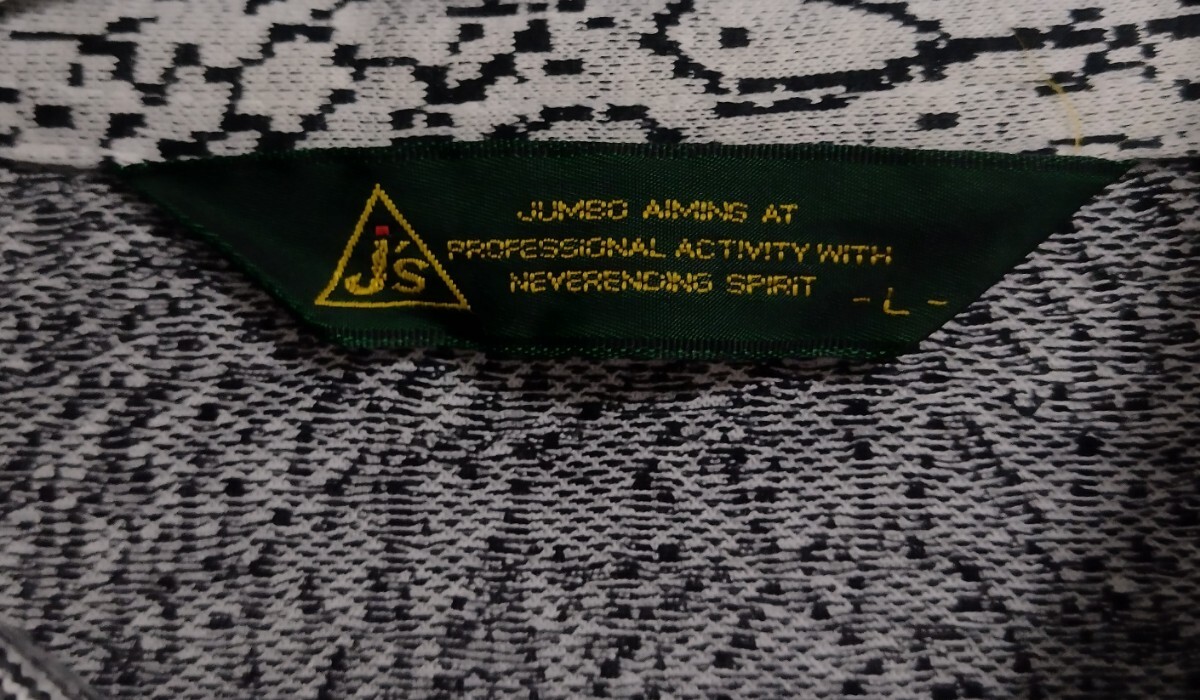 j's
JUMBO AIMING AT
PROFESSIONAL ACTIVITY WITH
NEVERENDING SPIRIT
- L -